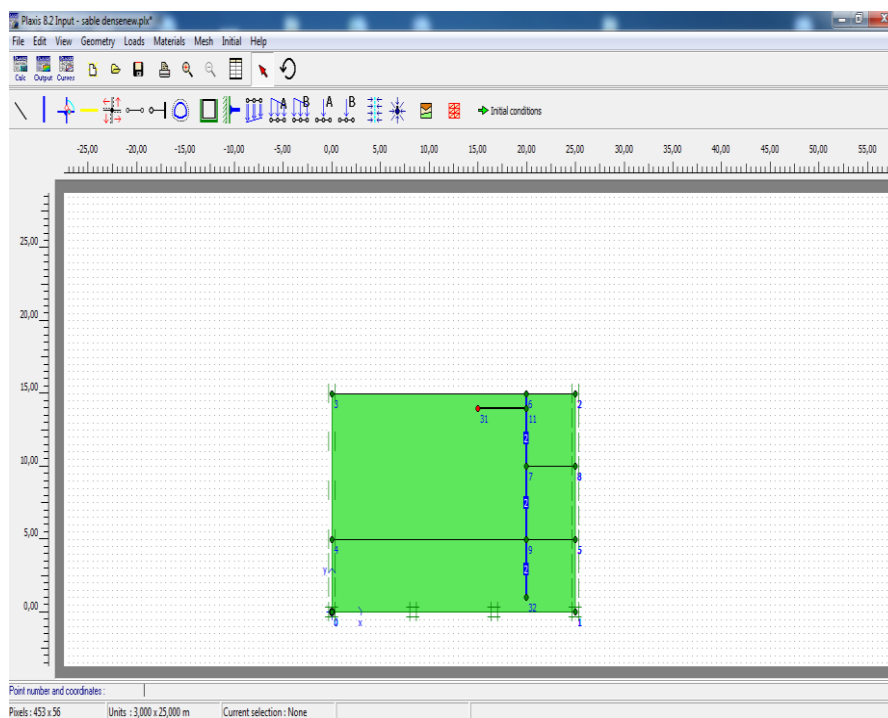 Plaxis 8.2 Input - sable densenew.plx*
File Edit View Geometry Loads Materials Mesh Initial Help
Calc Output Curves
A B A B Initial conditions
-25,00 -20,00 -15,00 -10,00 -5,00 0,00 5,00 10,00 15,00 20,00 25,00 30,00 35,00 40,00 45,00 50,00 55,00
25,00
20,00
15,00
10,00
5,00
0,00
3 6 2
31 11
2
7 8
2
4 9 5
y 2
32
0 x 1
Point number and coordinates :
Pixels : 453 x 56 Units : 3,000 x 25,000 m Current selection : None